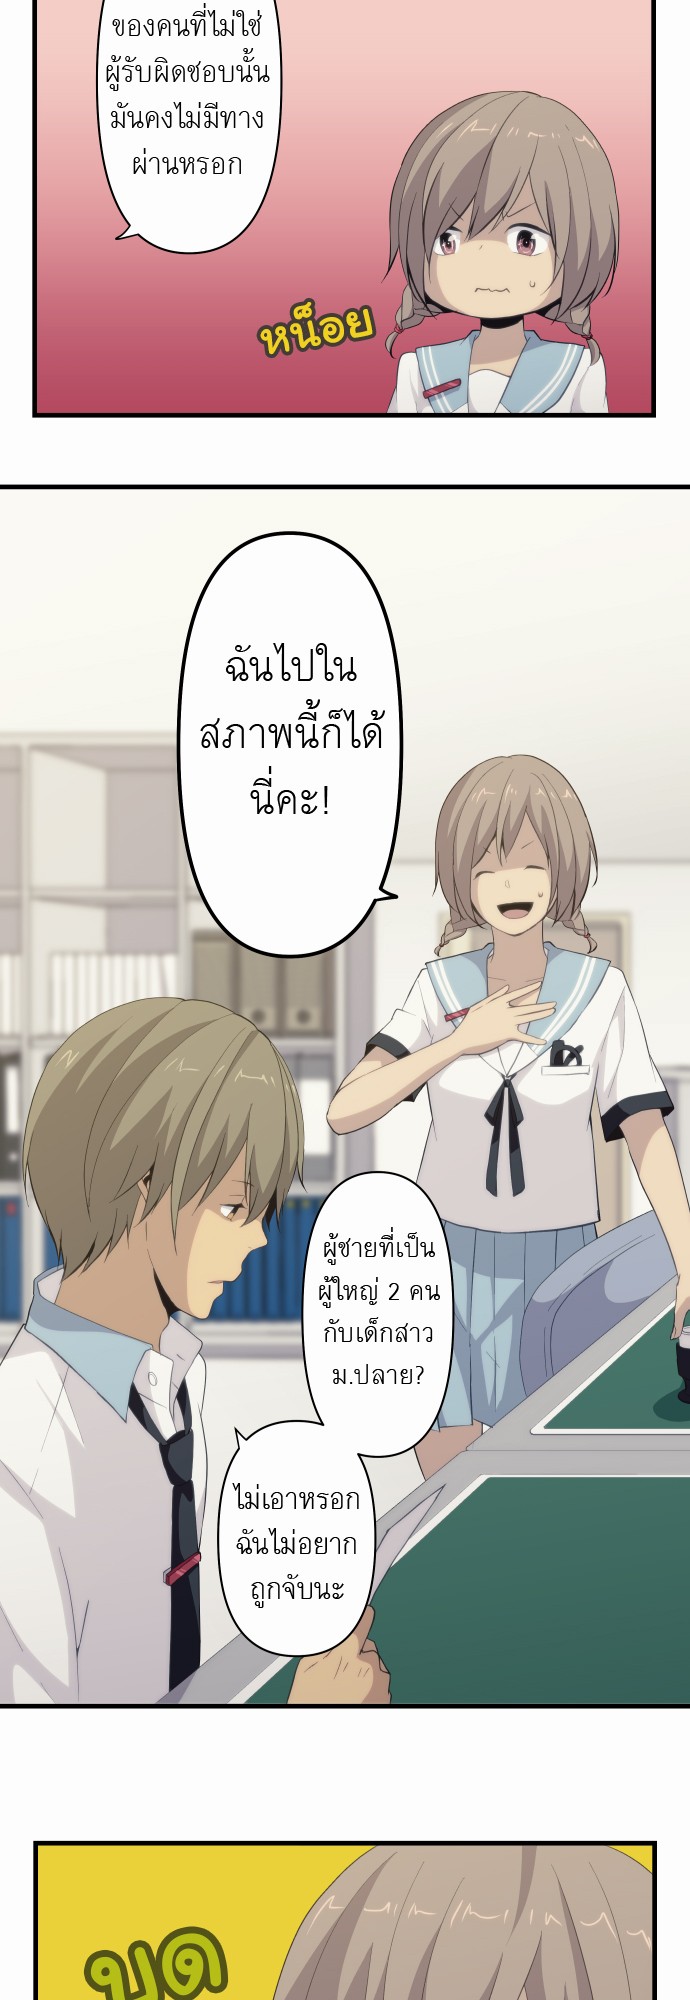 ของคนที่ไม่ใช่
ผู้รับผิดชอบนั้น
มันคงไม่มีทาง
ผ่านหรอก
หน็อย
ฉันไปใน
สภาพนี้ก็ได้
นี่คะ!
ผู้ชายที่เป็น
ผู้ใหญ่ 2 คน
กับเด็กสาว
ม.ปลาย?
ไม่เอาหรอก
ฉันไม่อยาก
ถูกจับนะ